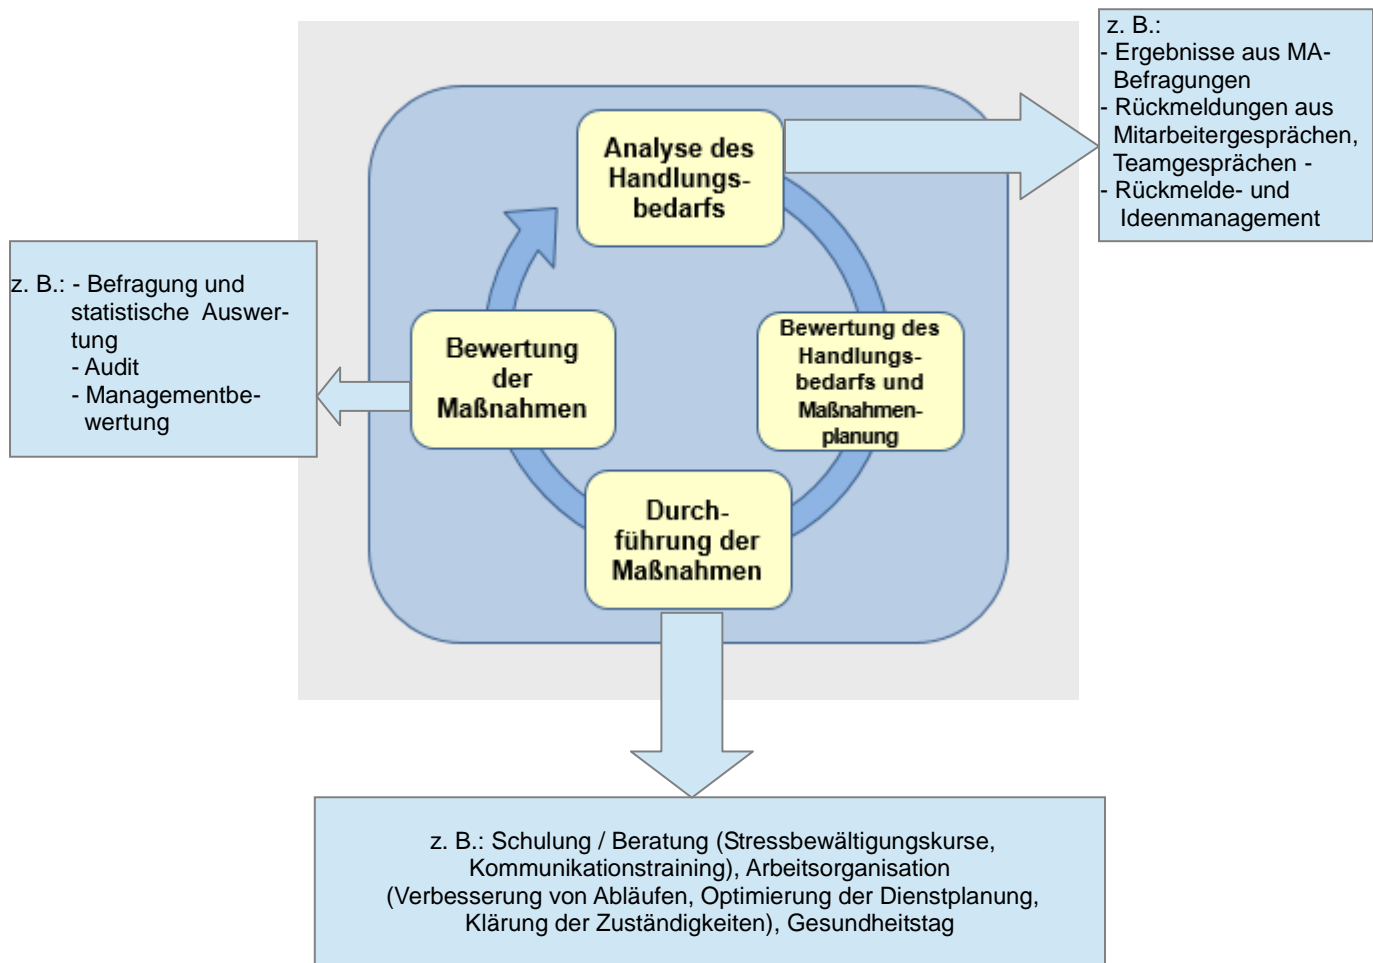 z. B.:
- Ergebnisse aus MA-
Befragungen
- Rückmeldungen aus
Mitarbeitergesprächen,
Teamgesprächen -
- Rückmelde- und
Ideenmanagement
Analyse des
Handlungs-
bedarfs
z. B.: - Befragung und
statistische Auswer-
tung
- Audit
- Managementbe-
wertung
Bewertung
der
Maßnahmen
Bewertung des
Handlungs-
bedarfs und
Maßnahmen-
planung
Durch-
führung der
Maßnahmen
z. B.: Schulung / Beratung (Stressbewältigungskurse,
Kommunikationstraining), Arbeitsorganisation
(Verbesserung von Abläufen, Optimierung der Dienstplanung,
Klärung der Zuständigkeiten), Gesundheitstag